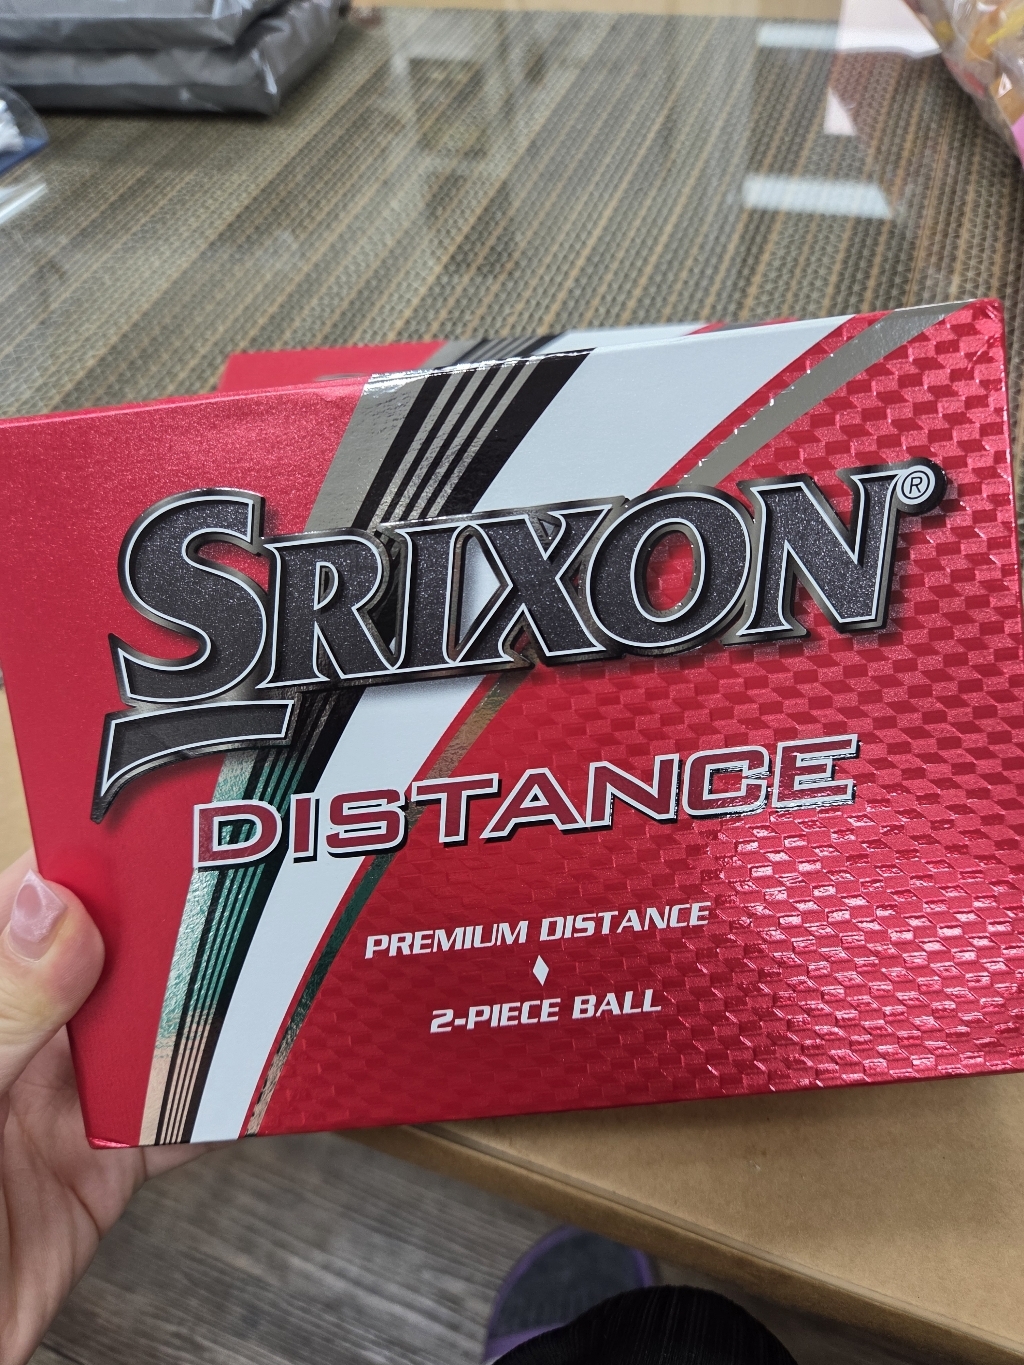 SRIXON®
DISTANCE
PREMIUM DISTANCE
2-PIECE BALL